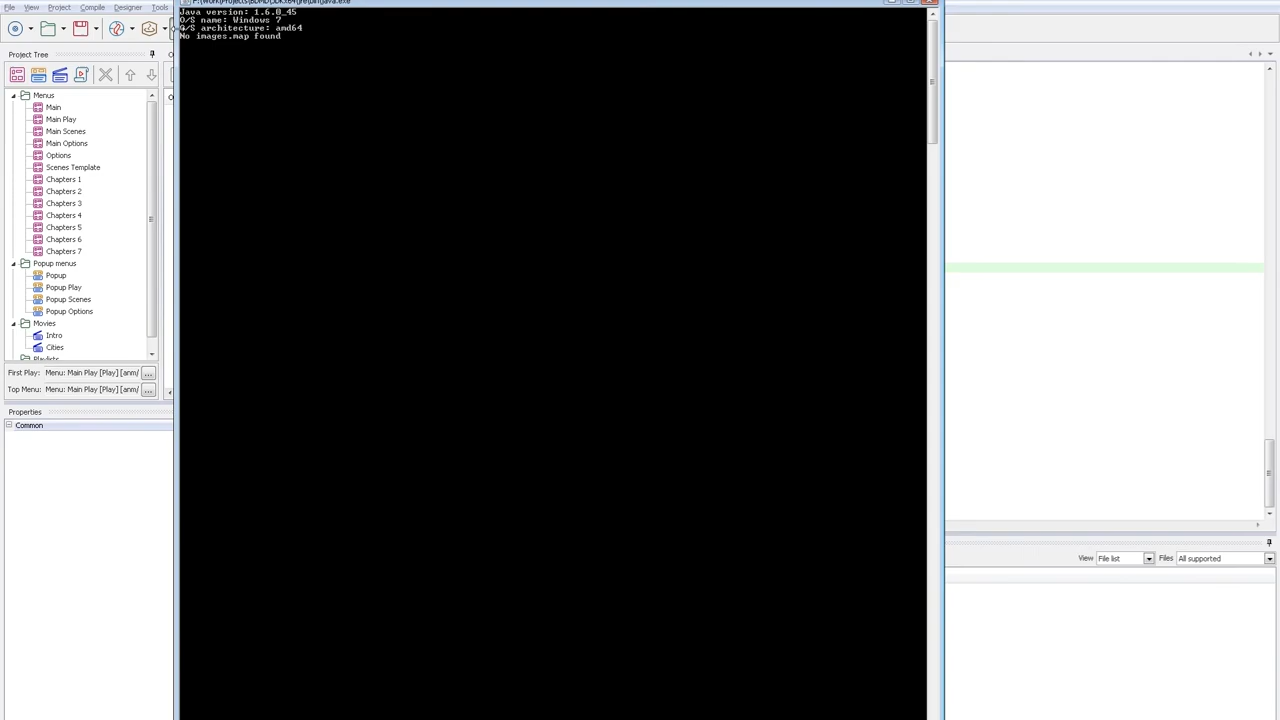 Java version: 1.6.0_45
O/S name: Windows 7
O/S architecture: amd64
No images.map found
File View Undo Compile Designer Tools
Project Tree
Menus
Main
Main Play
Main Scenes
Main Options
Options
Scenes Template
Chapters 1
Chapters 2
Chapters 3
Chapters 4
Chapters 5
Chapters 6
Chapters 7
Popup menus
Popup
Popup Play
Popup Scenes
Popup Options
Movies
Intro
Cities
Playlists
First Play: Menu: Main Play [Play] [anm/ ...
Top Menu: Menu: Main Play [Play] [anm/ ...
Properties
Common
View File list Files All supported